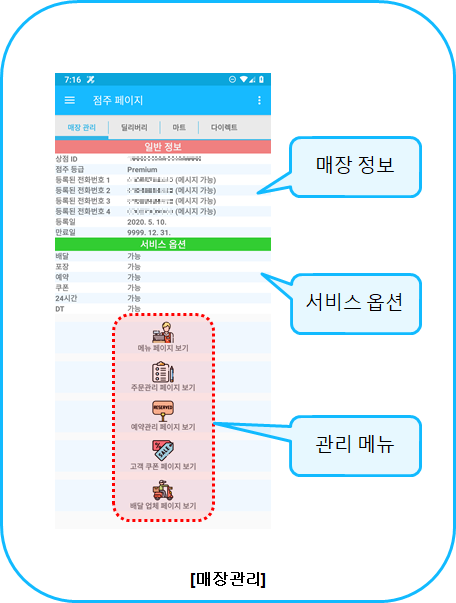 7:16
점주 페이지
매장 관리 딜리버리 마트 다이렉트
일반 정보
상점 ID
점주 등급 Premium
등록된 전화번호 1 (메시지 가능)
등록된 전화번호 2 (메시지 가능)
등록된 전화번호 3 (메시지 가능)
등록된 전화번호 4 (메시지 가능)
등록일 2020. 5. 10.
만료일 9999. 12. 31.
서비스 옵션
배달 가능
포장 가능
예약 가능
쿠폰 가능
24시간 가능
DT 가능
메뉴 페이지 보기
주문관리 페이지 보기
RESERVED
예약관리 페이지 보기
SALE
고객 쿠폰 페이지 보기
배달 업체 페이지 보기
매장 정보
서비스 옵션
관리 메뉴
[매장관리]